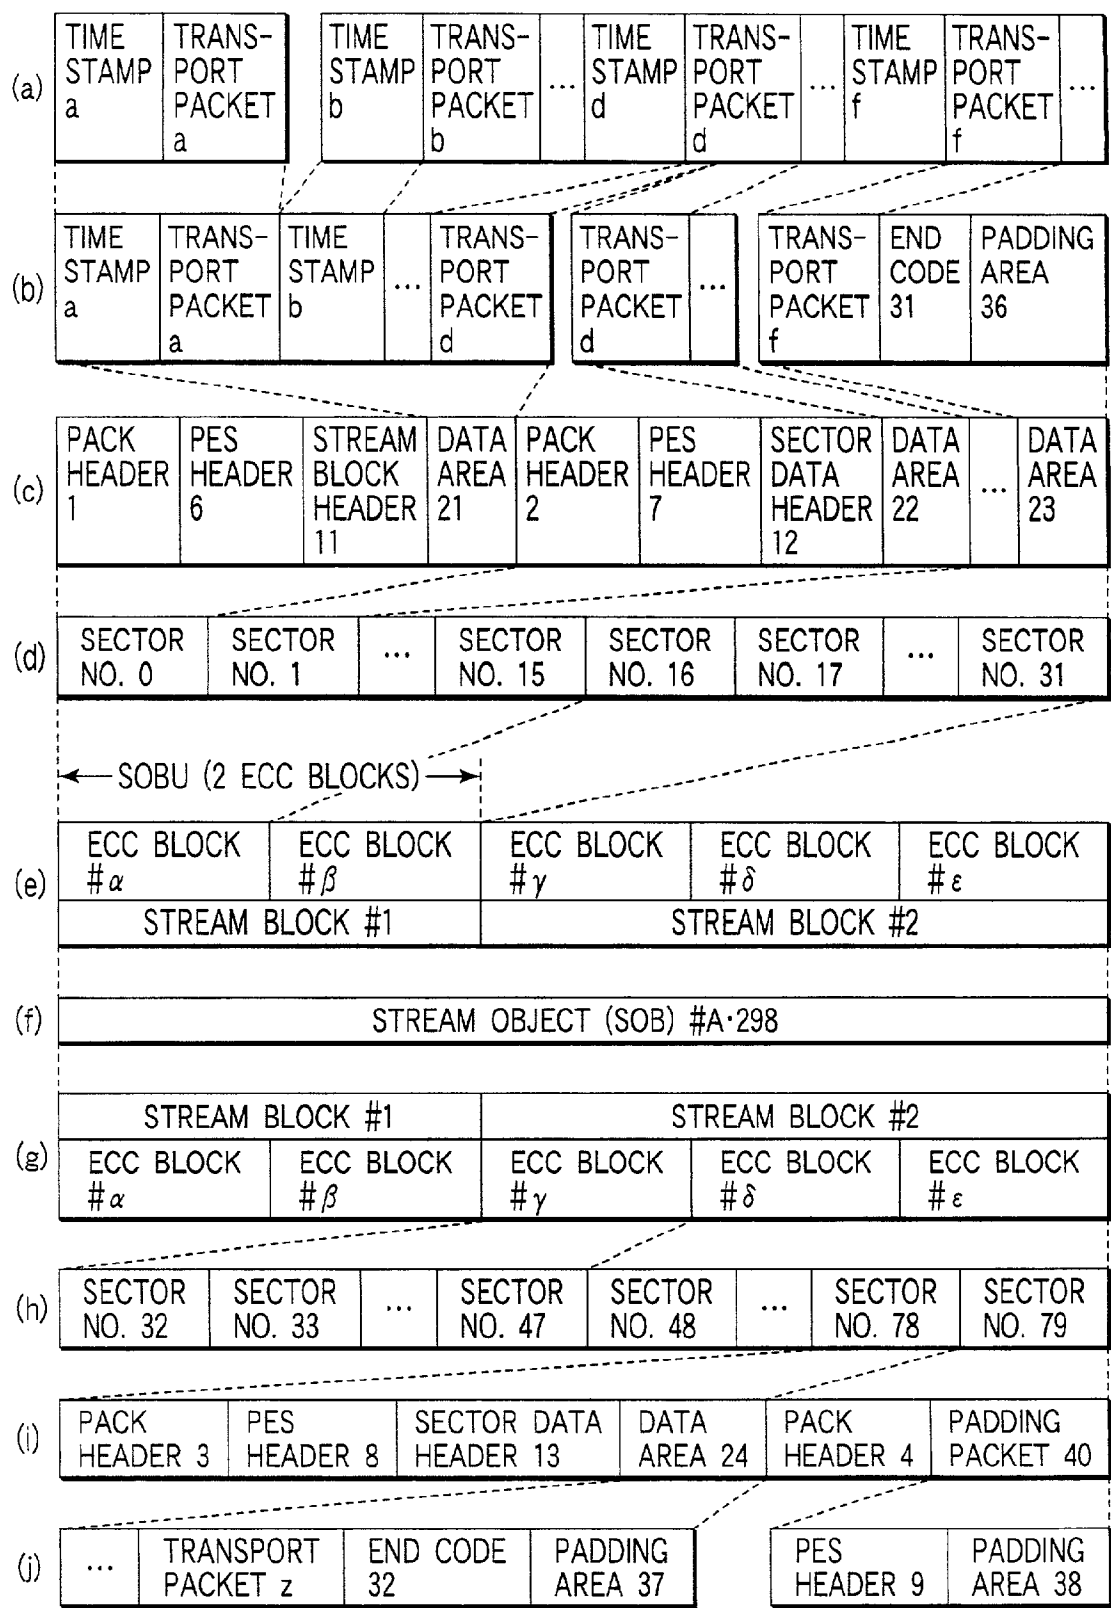 (a)
TIME STAMP a
TRANS- PORT PACKET a
TIME STAMP b
TRANS- PORT PACKET b
...
TIME STAMP d
TRANS- PORT PACKET d
...
TIME STAMP f
TRANS- PORT PACKET f
...
(b)
TIME STAMP a
TRANS- PORT PACKET a
TIME STAMP b
...
TRANS- PORT PACKET d
TRANS- PORT PACKET d
...
TRANS- PORT PACKET f
END CODE 31
PADDING AREA 36
(c)
PACK HEADER 1
PES HEADER 6
STREAM BLOCK HEADER 11
DATA AREA 21
PACK HEADER 2
PES HEADER 7
SECTOR DATA HEADER 12
DATA AREA 22
...
DATA AREA 23
(d)
SECTOR NO. 0
SECTOR NO. 1
...
SECTOR NO. 15
SECTOR NO. 16
SECTOR NO. 17
...
SECTOR NO. 31
SOBU (2 ECC BLOCKS)
(e)
ECC BLOCK #α
ECC BLOCK #β
ECC BLOCK #γ
ECC BLOCK #δ
ECC BLOCK #ε
STREAM BLOCK #1
STREAM BLOCK #2
(f)
STREAM OBJECT (SOB) #A·298
(g)
STREAM BLOCK #1
STREAM BLOCK #2
ECC BLOCK #α
ECC BLOCK #β
ECC BLOCK #γ
ECC BLOCK #δ
ECC BLOCK #ε
(h)
SECTOR NO. 32
SECTOR NO. 33
...
SECTOR NO. 47
SECTOR NO. 48
...
SECTOR NO. 78
SECTOR NO. 79
(i)
PACK HEADER 3
PES HEADER 8
SECTOR DATA HEADER 13
DATA AREA 24
PACK HEADER 4
PADDING PACKET 40
(j)
...
TRANSPORT PACKET z
END CODE 32
PADDING AREA 37
PES HEADER 9
PADDING AREA 38